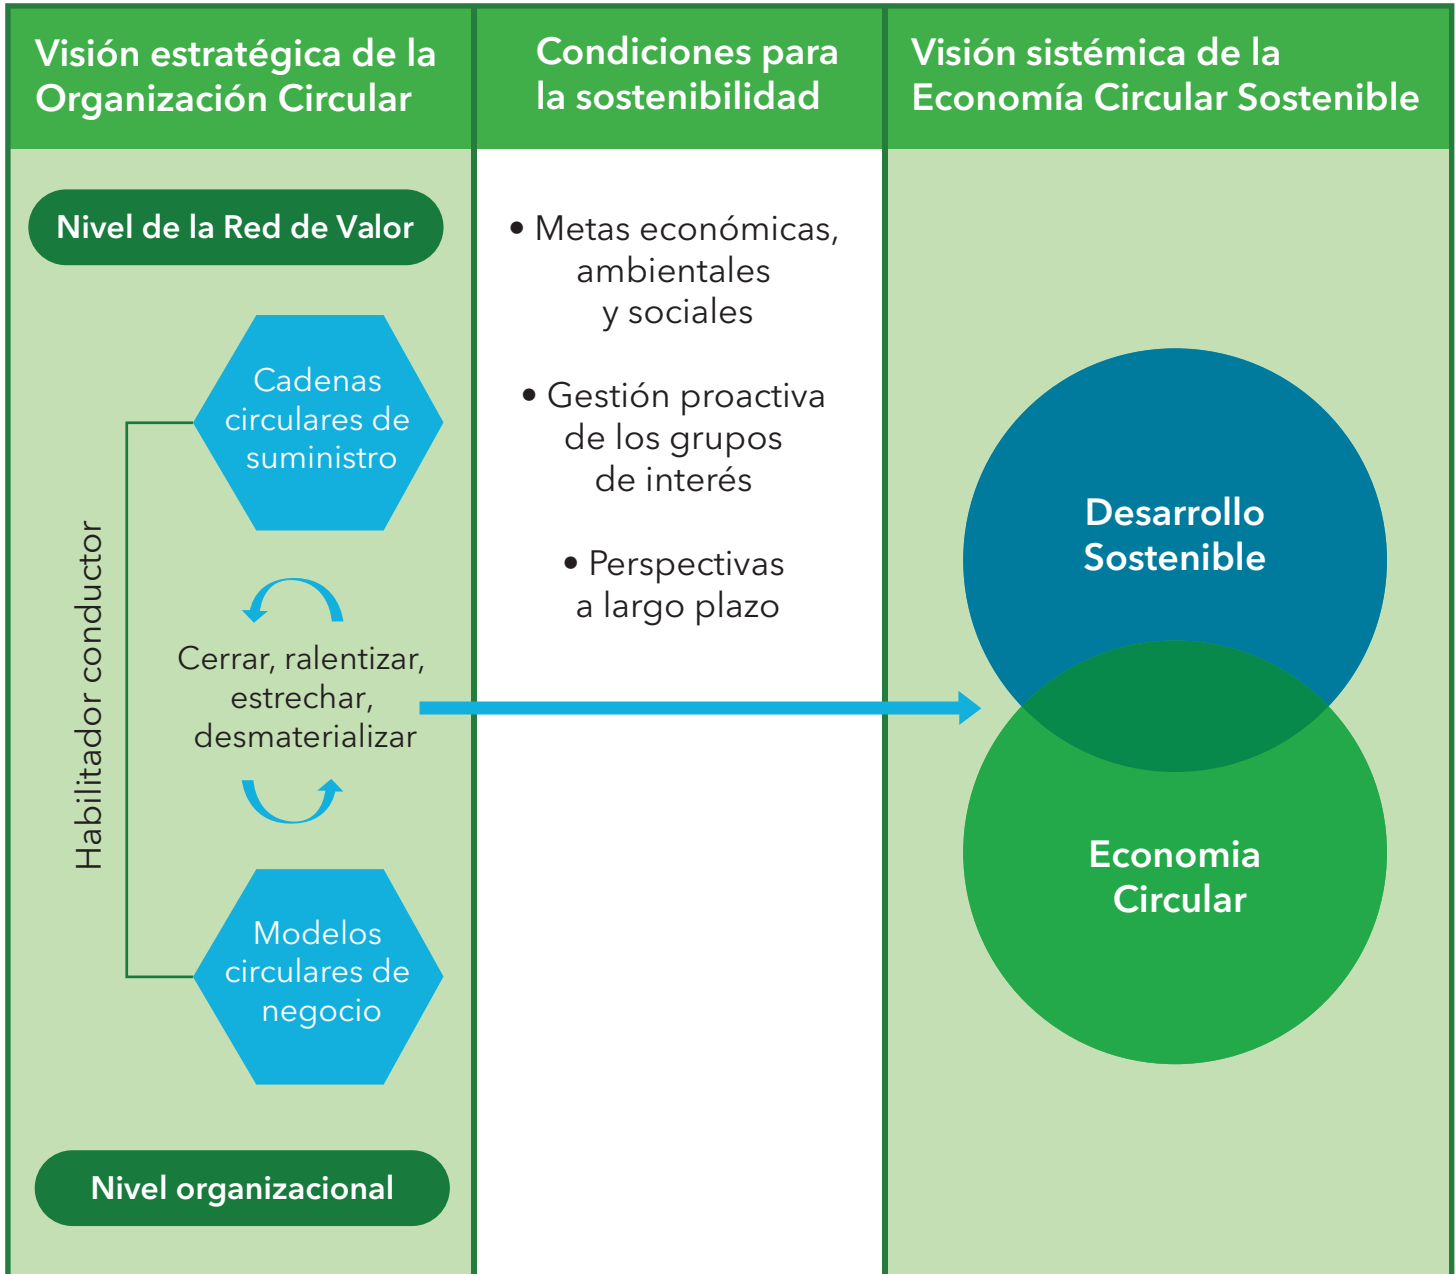 Visión estratégica de la
Organización Circular
Condiciones para
la sostenibilidad
Visión sistémica de la
Economía Circular Sostenible
Nivel de la Red de Valor
Cadenas
circulares de
suministro
Habilitador conductor
Cerrar, ralentizar,
estrechar,
desmaterializar
Modelos
circulares de
negocio
Nivel organizacional
• Metas económicas,
ambientales
y sociales
• Gestión proactiva
de los grupos
de interés
• Perspectivas
a largo plazo
Desarrollo
Sostenible
Economia
Circular